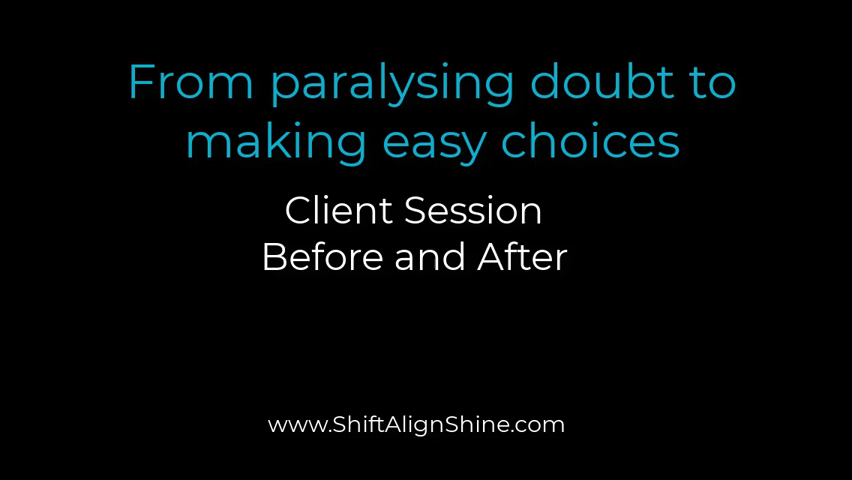 From paralysing doubt to
making easy choices
Client Session
Before and After
www.ShiftAlignShine.com